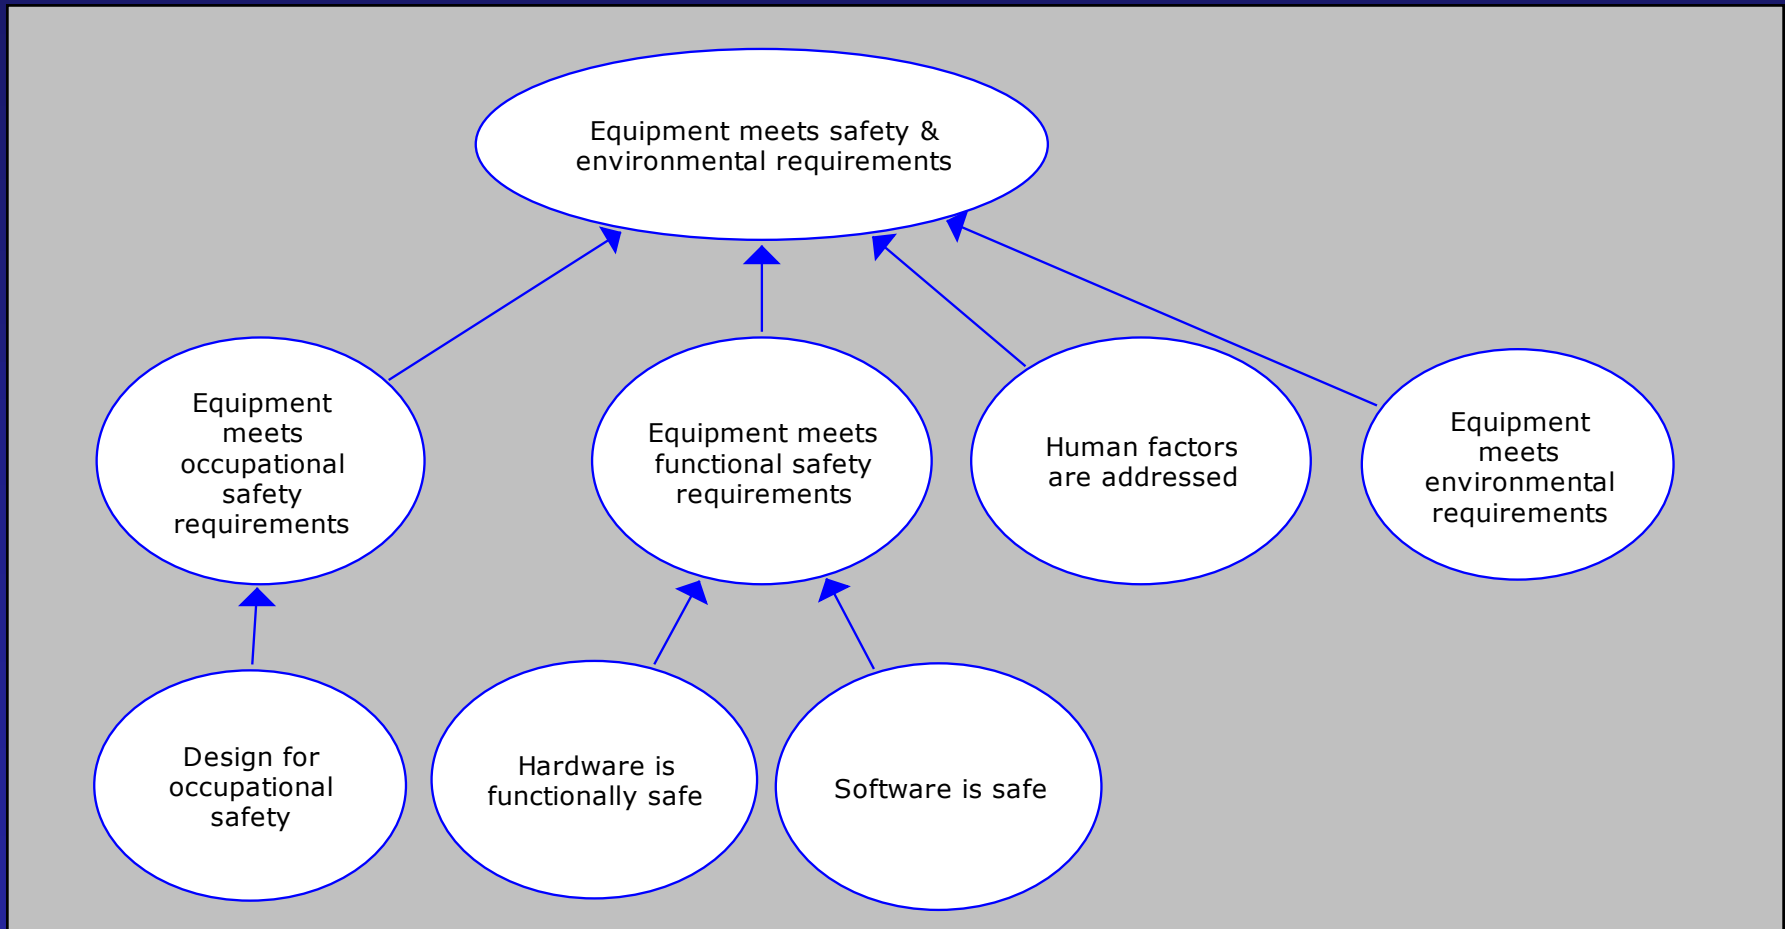 Equipment meets safety &
environmental requirements
Equipment
meets
occupational
safety
requirements
Equipment meets
functional safety
requirements
Human factors
are addressed
Equipment
meets
environmental
requirements
Design for
occupational
safety
Hardware is
functionally safe
Software is safe